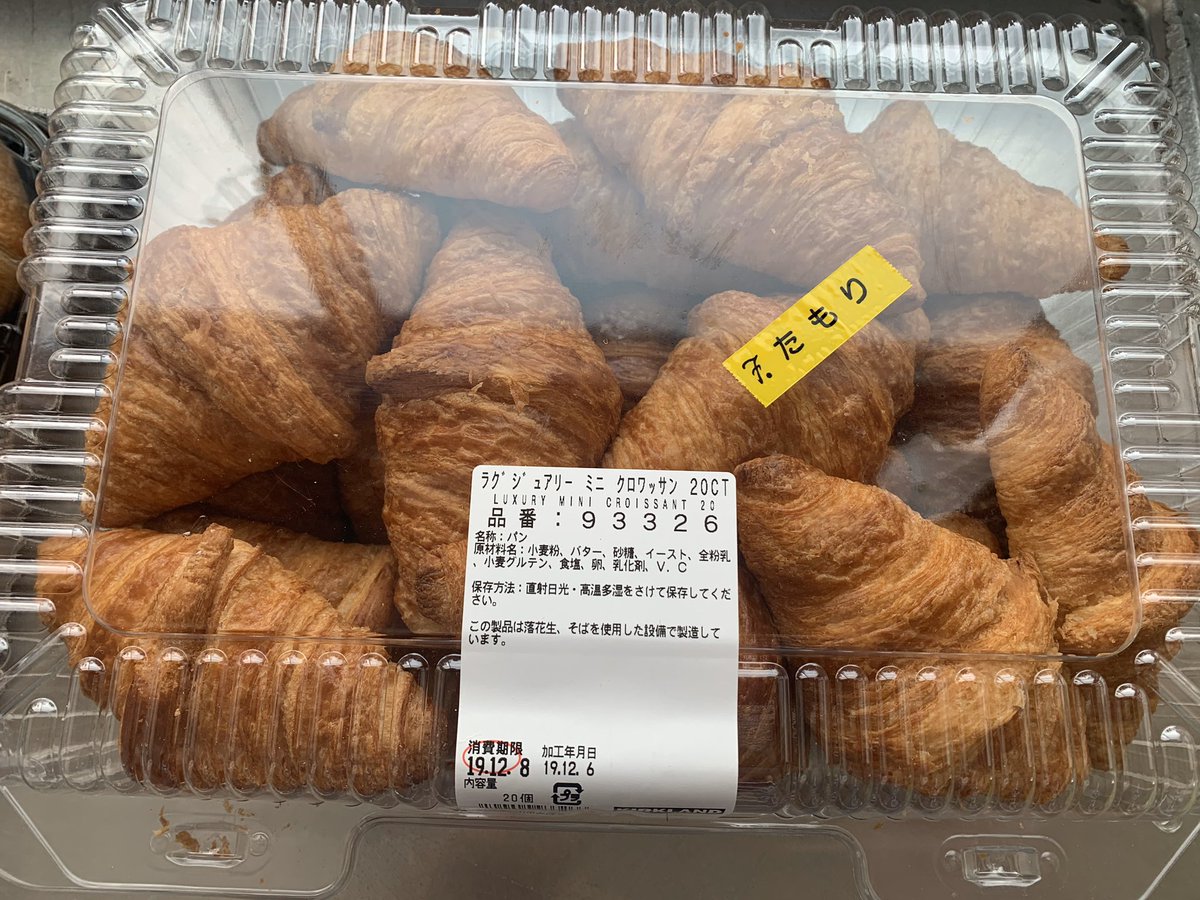 み.たもり
ラグジュアリー ミニ クロワッサン 20CT
LUXURY MINI CROISSANT 20
品番:93326
名称:パン
原材料名:小麦粉、バター、砂糖、イースト、全粉乳
、小麦グルテン、食塩、卵、乳化剤、V.C
保存方法:直射日光・高温多湿をさけて保存してくだ
さい。
この製品は落花生、そばを使用した設備で製造して
います。
消費期限 加工年月日
19.12. 8 19.12. 6
内容量
20個 プラ